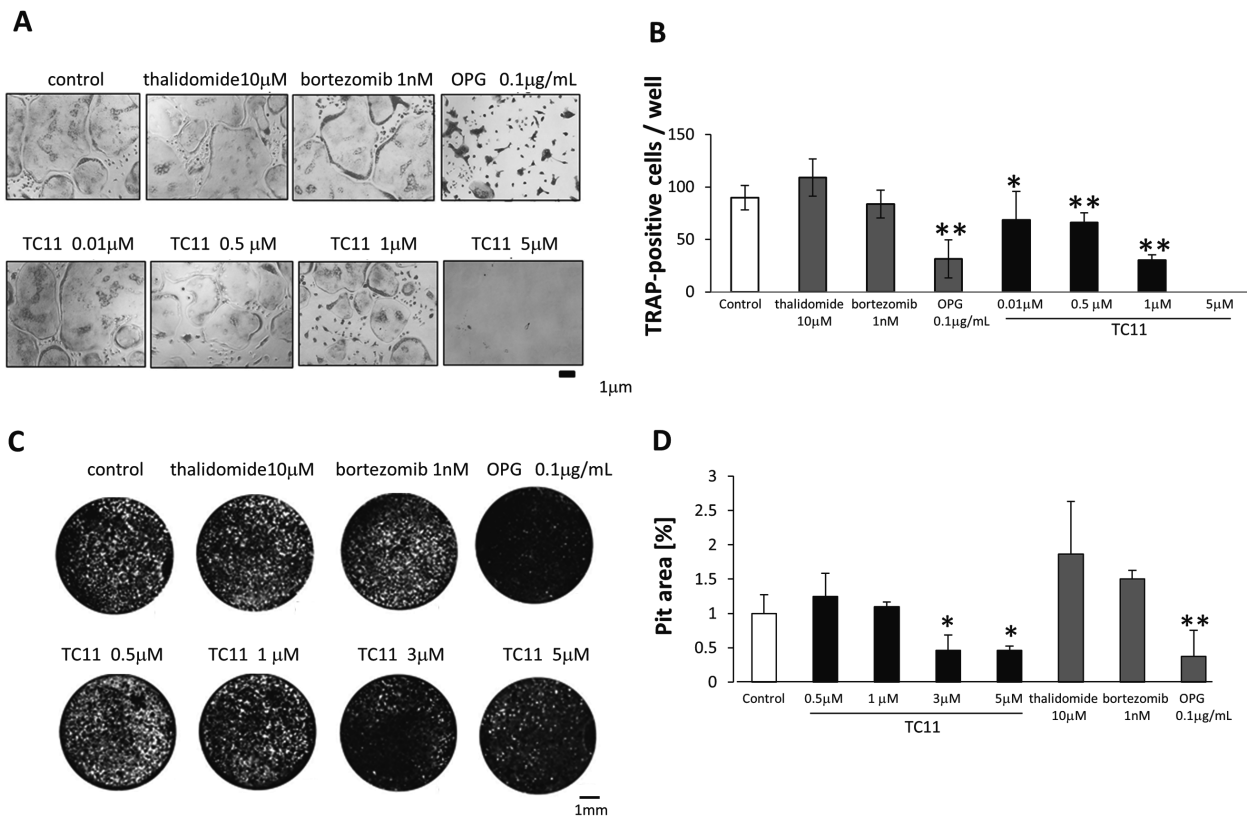 A
control thalidomide10μM bortezomib 1nM OPG 0.1μg/mL
TC11 0.01μM TC11 0.5 μM TC11 1μM TC11 5μM
1μm
B
TRAP-positive cells / well
150
100
50
0
* ** ** **
Control thalidomide bortezomib OPG 0.01μM 0.5 μM 1μM 5μM
10μM 1nM 0.1μg/mL
TC11
C
control thalidomide10μM bortezomib 1nM OPG 0.1μg/mL
TC11 0.5μM TC11 1 μM TC11 3μM TC11 5μM
1mm
D
Pit area [%]
3
2.5
2
1.5
1
0.5
0
* * **
Control 0.5μM 1 μM 3μM 5μM thalidomide bortezomib OPG
10μM 1nM 0.1μg/mL
TC11